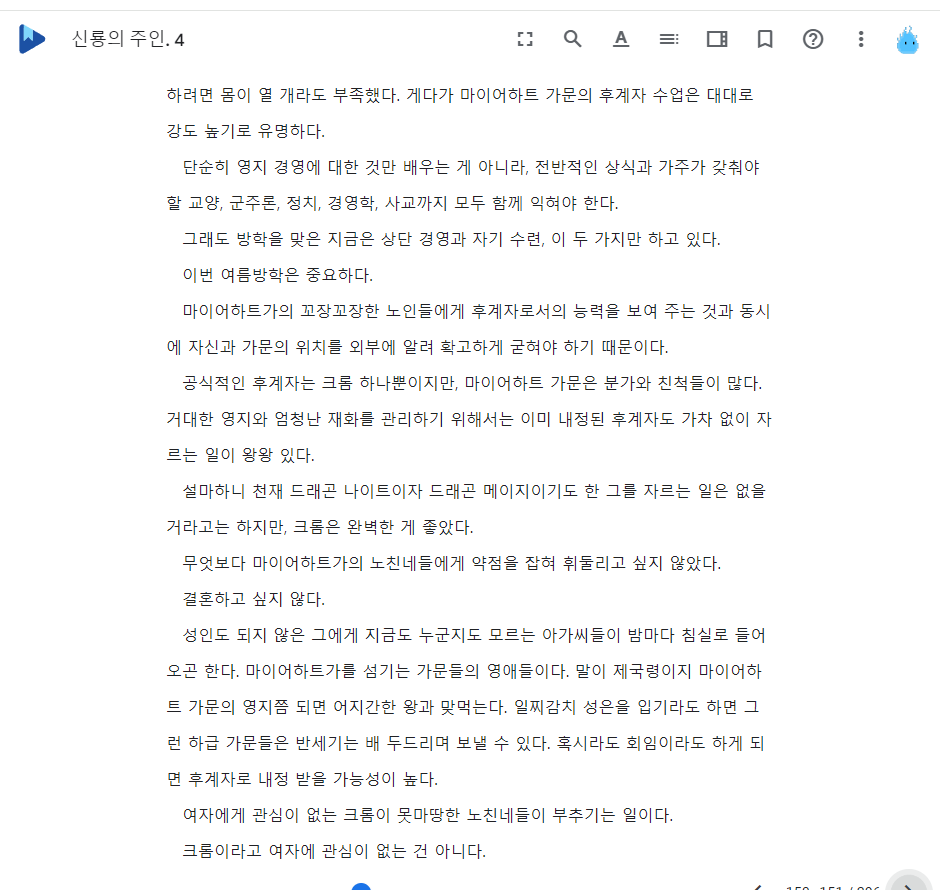 신룡의 주인. 4
하려면 몸이 열 개라도 부족했다. 게다가 마이어하트 가문의 후계자 수업은 대대로
강도 높기로 유명하다.
단순히 영지 경영에 대한 것만 배우는 게 아니라, 전반적인 상식과 가주가 갖춰야
할 교양, 군주론, 정치, 경영학, 사교까지 모두 함께 익혀야 한다.
그래도 방학을 맞은 지금은 상단 경영과 자기 수련, 이 두 가지만 하고 있다.
이번 여름방학은 중요하다.
마이어하트가의 꼬장꼬장한 노인들에게 후계자로서의 능력을 보여 주는 것과 동시
에 자신과 가문의 위치를 외부에 알려 확고하게 굳혀야 하기 때문이다.
공식적인 후계자는 크롬 하나뿐이지만, 마이어하트 가문은 분가와 친척들이 많다.
거대한 영지와 엄청난 재화를 관리하기 위해서는 이미 내정된 후계자도 가차 없이 자
르는 일이 왕왕 있다.
설마하니 천재 드래곤 나이트이자 드래곤 메이지이기도 한 그를 자르는 일은 없을
거라고는 하지만, 크롬은 완벽한 게 좋았다.
무엇보다 마이어하트가의 노친네들에게 약점을 잡혀 휘둘리고 싶지 않았다.
결혼하고 싶지 않다.
성인도 되지 않은 그에게 지금도 누군지도 모르는 아가씨들이 밤마다 침실로 들어
오곤 한다. 마이어하트가를 섬기는 가문들의 영애들이다. 말이 제국령이지 마이어하
트 가문의 영지쯤 되면 어지간한 왕과 맞먹는다. 일찌감치 성은을 입기라도 하면 그
런 하급 가문들은 반세기는 배 두드리며 보낼 수 있다. 혹시라도 회임이라도 하게 되
면 후계자로 내정 받을 가능성이 높다.
여자에게 관심이 없는 크롬이 못마땅한 노친네들이 부추기는 일이다.
크롬이라고 여자에 관심이 없는 건 아니다.